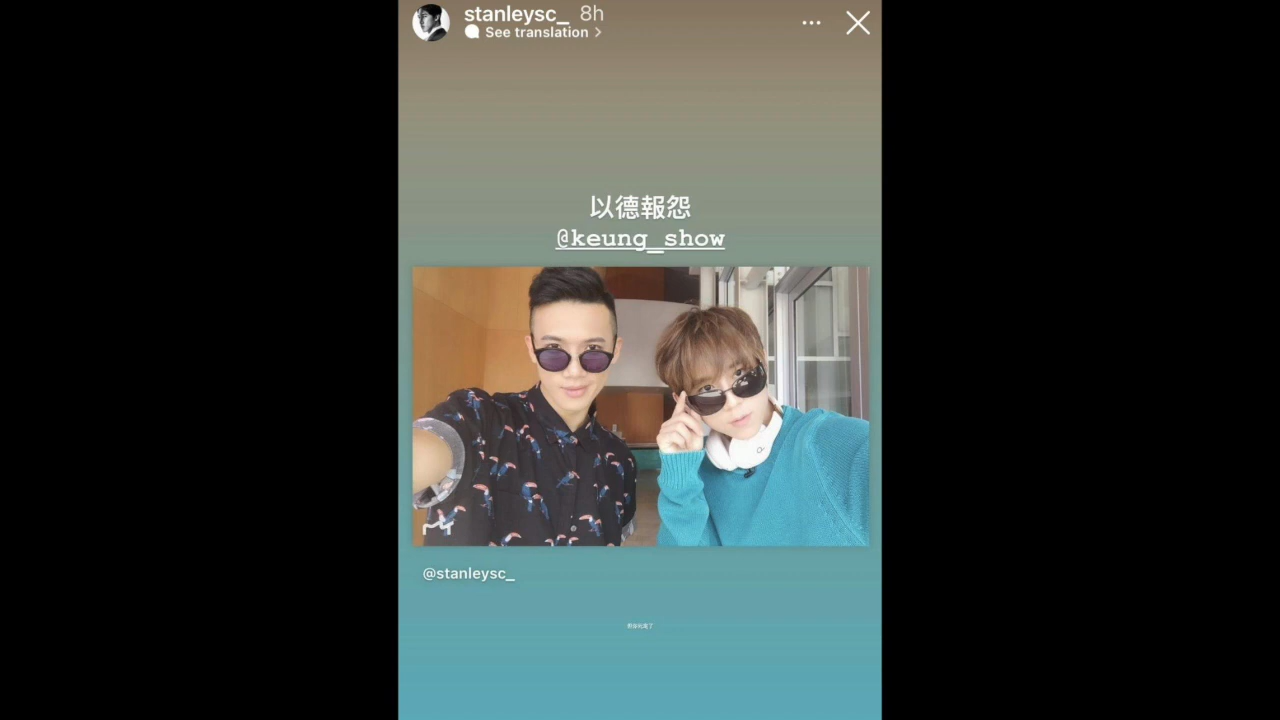 stanleysc_ 8h
See translation
以德報怨
@keung_show
@stanleysc_